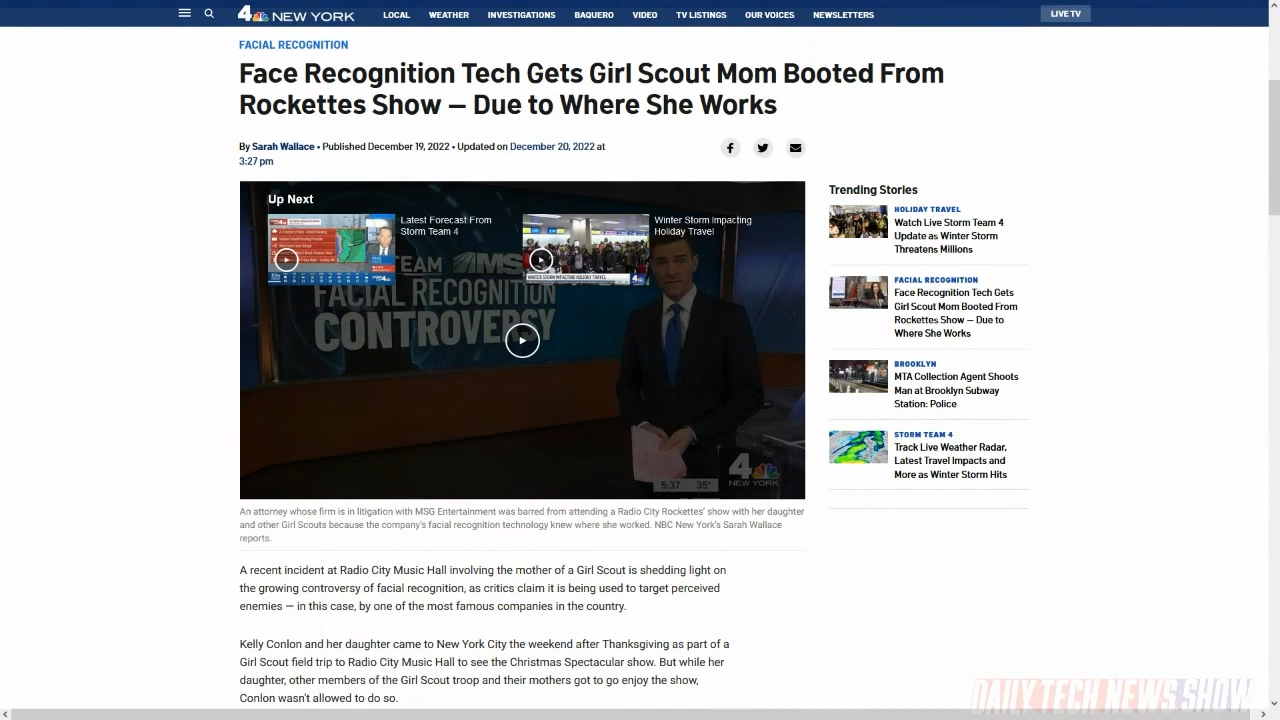 4 NEW YORK
LOCAL WEATHER INVESTIGATIONS BAQUERO VIDEO TV LISTINGS OUR VOICES NEWSLETTERS
LIVE TV
FACIAL RECOGNITION
Face Recognition Tech Gets Girl Scout Mom Booted From
Rockettes Show – Due to Where She Works
By Sarah Wallace • Published December 19, 2022 • Updated on December 20, 2022 at
3:27 pm
Up Next
Latest Forecast From
Storm Team 4
Winter Storm Impacting
Holiday Travel
WINTER STORM IMPACTING HOLIDAY TRAVEL
TEAM
FACIAL RECOGNITION
CONTROVERSY
5:37 35°
4
NEW YORK
An attorney whose firm is in litigation with MSG Entertainment was barred from attending a Radio City Rockettes' show with her daughter
and other Girl Scouts because the company's facial recognition technology knew where she worked. NBC New York's Sarah Wallace
reports.
A recent incident at Radio City Music Hall involving the mother of a Girl Scout is shedding light on
the growing controversy of facial recognition, as critics claim it is being used to target perceived
enemies — in this case, by one of the most famous companies in the country.
Kelly Conlon and her daughter came to New York City the weekend after Thanksgiving as part of a
Girl Scout field trip to Radio City Music Hall to see the Christmas Spectacular show. But while her
daughter, other members of the Girl Scout troop and their mothers got to go enjoy the show,
Conlon wasn't allowed to do so.
Trending Stories
HOLIDAY TRAVEL
Watch Live Storm Team 4
Update as Winter Storm
Threatens Millions
FACIAL RECOGNITION
Face Recognition Tech Gets
Girl Scout Mom Booted From
Rockettes Show – Due to
Where She Works
BROOKLYN
MTA Collection Agent Shoots
Man at Brooklyn Subway
Station: Police
STORM TEAM 4
Track Live Weather Radar,
Latest Travel Impacts and
More as Winter Storm Hits
DAILY TECH NEWS SHOW